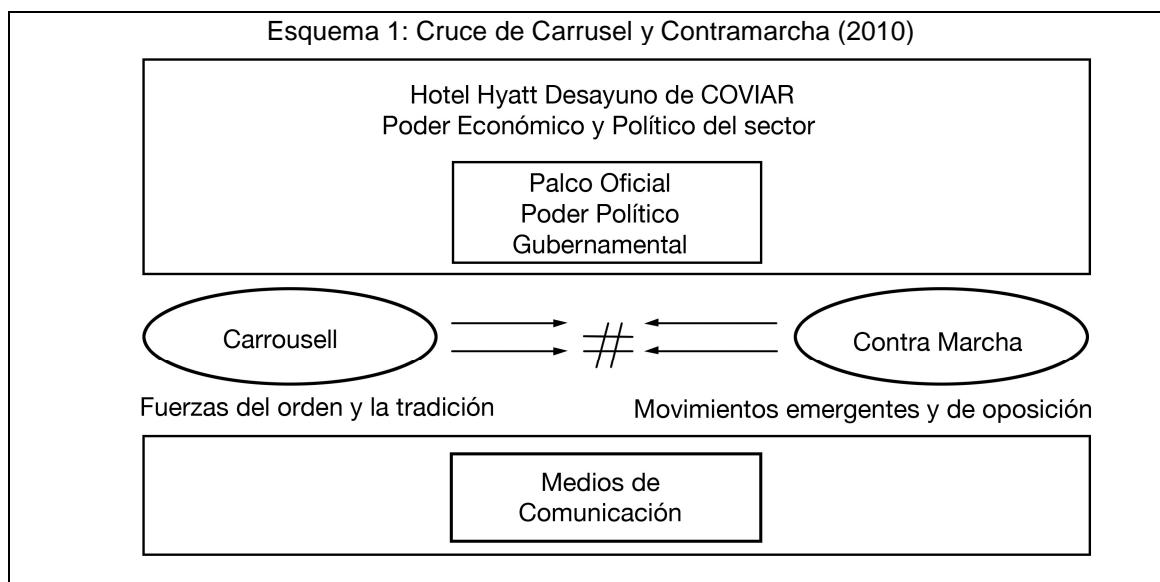 Esquema 1: Cruce de Carrusel y Contramarcha (2010)
Hotel Hyatt Desayuno de COVIAR
Poder Económico y Político del sector
Palco Oficial
Poder Político
Gubernamental
Carrousell
Contra Marcha
Fuerzas del orden y la tradición
Movimientos emergentes y de oposición
Medios de
Comunicación